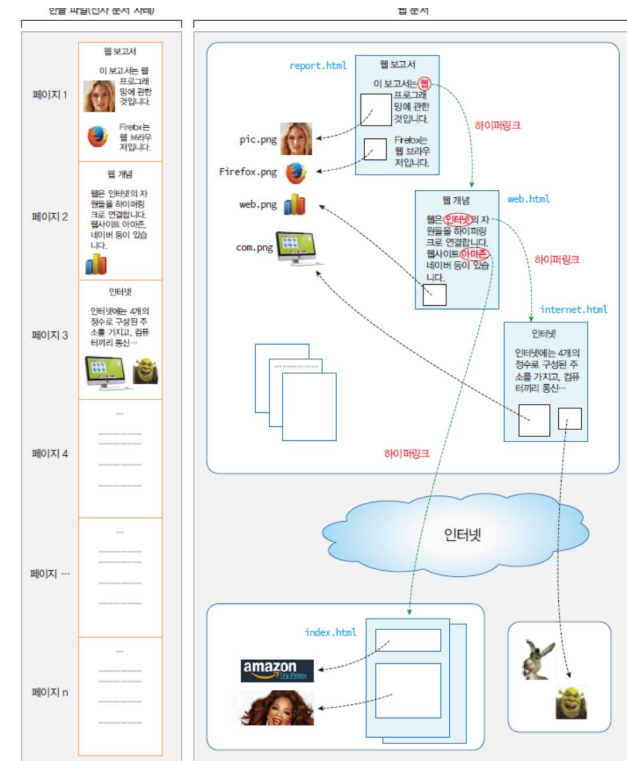 한글 파일(전자 문서 사례)
웹 문서
페이지 1
웹 보고서
이 보고서는 웹
프로그래
밍에 관한
것입니다.
Firefox는
웹 브라우
저입니다.
페이지 2
웹 개념
웹은 인터넷의 자
원들을 하이퍼링
크로 연결합니다.
웹사이트 아마존,
네이버 등이 있습
니다.
페이지 3
인터넷
인터넷에는 4개의
정수로 구성된 주
소를 가지고, 컴퓨
터끼리 통신…
페이지 4
…
페이지 …
…
페이지 n
…
report.html
웹 보고서
이 보고서는 웹
프로그래
밍에 관한
것입니다.
Firefox는
웹 브라우
저입니다.
하이퍼링크
pic.png
Firefox.png
web.png
com.png
web.html
웹 개념
웹은 인터넷의 자
원들을 하이퍼링
크로 연결합니다.
웹사이트 아마존,
네이버 등이 있습
니다.
하이퍼링크
internet.html
인터넷
인터넷에는 4개의
정수로 구성된 주
소를 가지고, 컴퓨
터끼리 통신…
하이퍼링크
인터넷
index.html
amazon
Try Prime